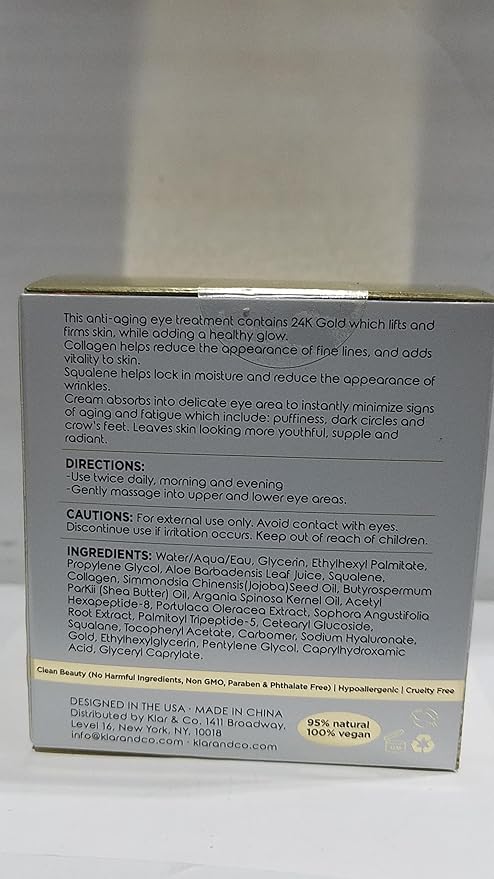 This anti-aging eye treatment contains 24K Gold which lifts and
firms skin, while adding a healthy glow.
Collagen helps reduce the appearance of fine lines, and adds
vitality to skin.
Squalene helps lock in moisture and reduce the appearance of
wrinkles.
Cream absorbs into delicate eye area to instantly minimize signs
of aging and fatigue which include: puffiness, dark circles and
crow's feet. Leaves skin looking more youthful, supple and
radiant.
DIRECTIONS:
-Use twice daily, morning and evening
-Gently massage into upper and lower eye areas.
CAUTIONS: For external use only. Avoid contact with eyes.
Discontinue use if irritation occurs. Keep out of reach of children.
INGREDIENTS: Water/Aqua/Eau, Glycerin, Ethylhexyl Palmitate,
Propylene Glycol, Aloe Barbadensis Leaf Juice, Squalene,
Collagen, Simmondsia Chinensis(Jojoba)Seed Oil, Butyrospermum
ParKii (Shea Butter) Oil, Argania Spinosa Kernel Oil, Acetyl
Hexapeptide-8, Portulaca Oleracea Extract, Sophora Angustifolia
Root Extract, Palmitoyl Tripeptide-5, Cetearyl Glucoside,
Squalane, Tocopheryl Acetate, Carbomer, Sodium Hyaluronate,
Gold, Ethylhexylglycerin, Pentylene Glycol, Caprylhydroxamic
Acid, Glyceryl Caprylate.
Clean Beauty (No Harmful Ingredients, Non GMO, Paraben & Phthalate Free) | Hypoallergenic | Cruelty Free
DESIGNED IN THE USA · MADE IN CHINA
Distributed by Klar & Co. 1411 Broadway,
Level 16, New York, NY, 10018
info@klarandco.com · klarandco.com
95% natural
100% vegan